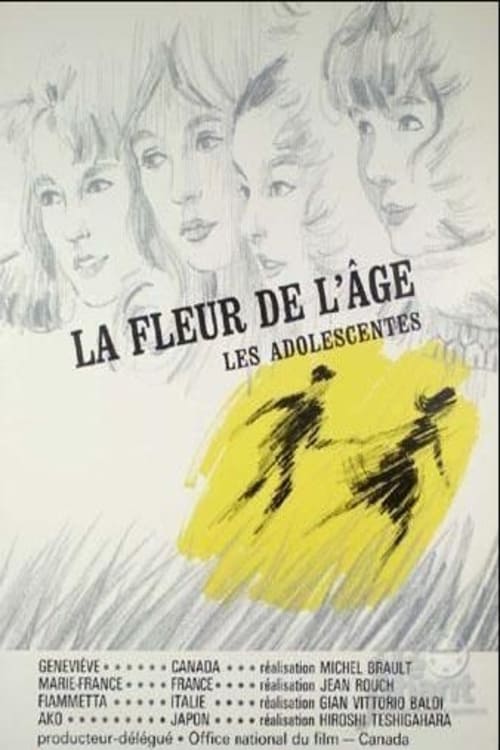 LA FLEUR DE L'ÂGE
LES ADOLESCENTES
GENEVIÈVE •••••• CANADA •••• réalisation MICHEL BRAULT
MARIE-FRANCE •••• FRANCE •••• réalisation JEAN ROUCH
FIAMMETTA ••••• ITALIE •••• réalisation GIAN VITTORIO BALDI
AKO ••••••••• JAPON •••• réalisation HIROSHI TESHIGAHARA
producteur-délégué • Office national du film — Canada